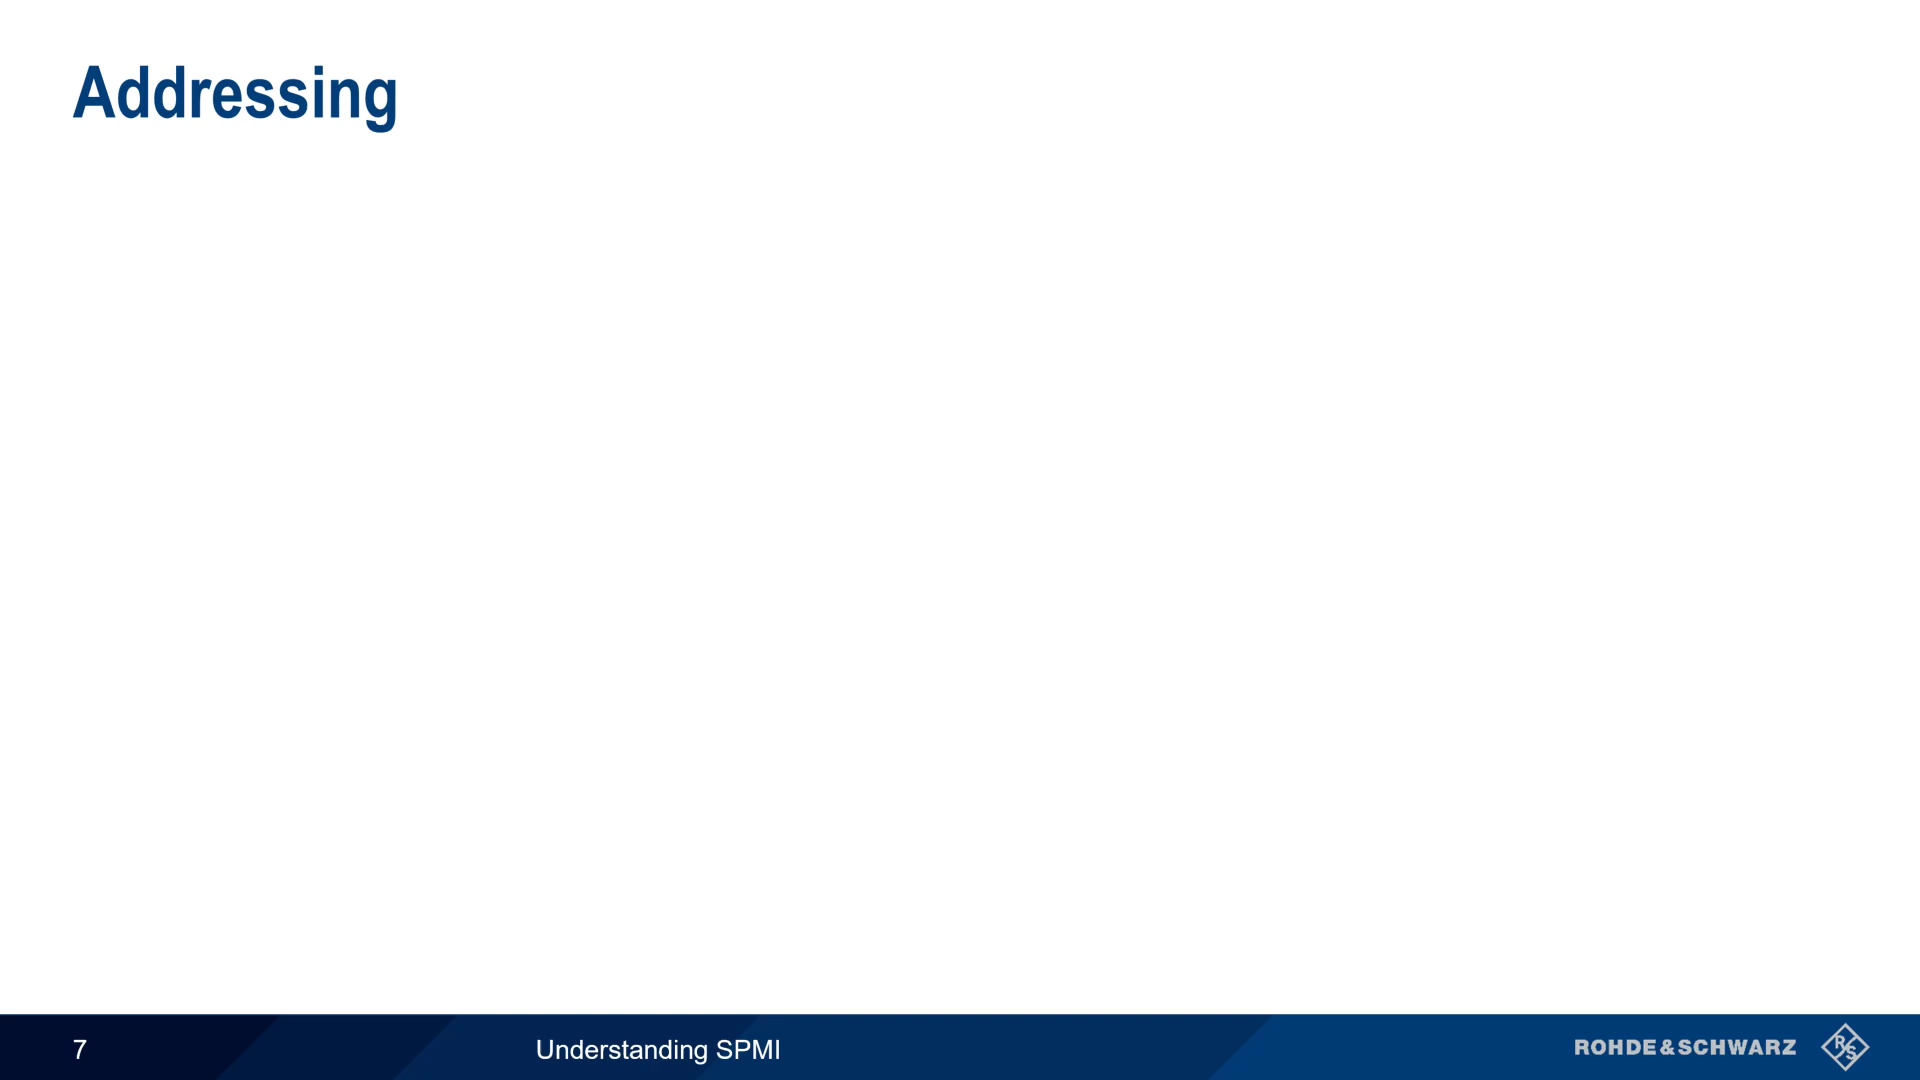 Addressing
7
Understanding SPMI
ROHDE & SCHWARZ
R S